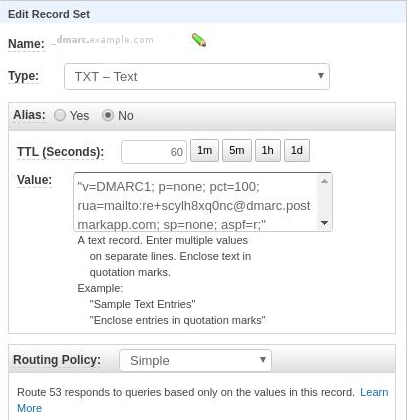 Edit Record Set
Name: _dmarc.example.com
Type: TXT – Text
Alias: Yes No
TTL (Seconds): 60 1m 5m 1h 1d
Value: "v=DMARC1; p=none; pct=100;
rua=mailto:re+scylh8xq0nc@dmarc.post
markapp.com; sp=none; aspf=r;"
A text record. Enter multiple values
on separate lines. Enclose text in
quotation marks.
Example:
"Sample Text Entries"
"Enclose entries in quotation marks"
Routing Policy: Simple
Route 53 responds to queries based only on the values in this record. Learn
More